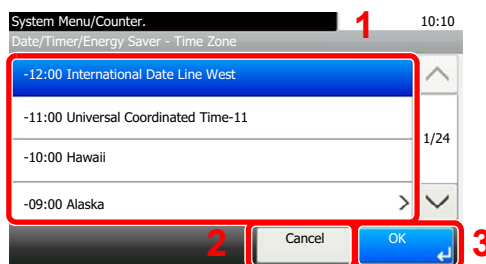 System Menu/Counter.
1
10:10
Date/Timer/Energy Saver - Time Zone
-12:00 International Date Line West
-11:00 Universal Coordinated Time-11
1/24
-10:00 Hawaii
-09:00 Alaska
2
Cancel
OK
3